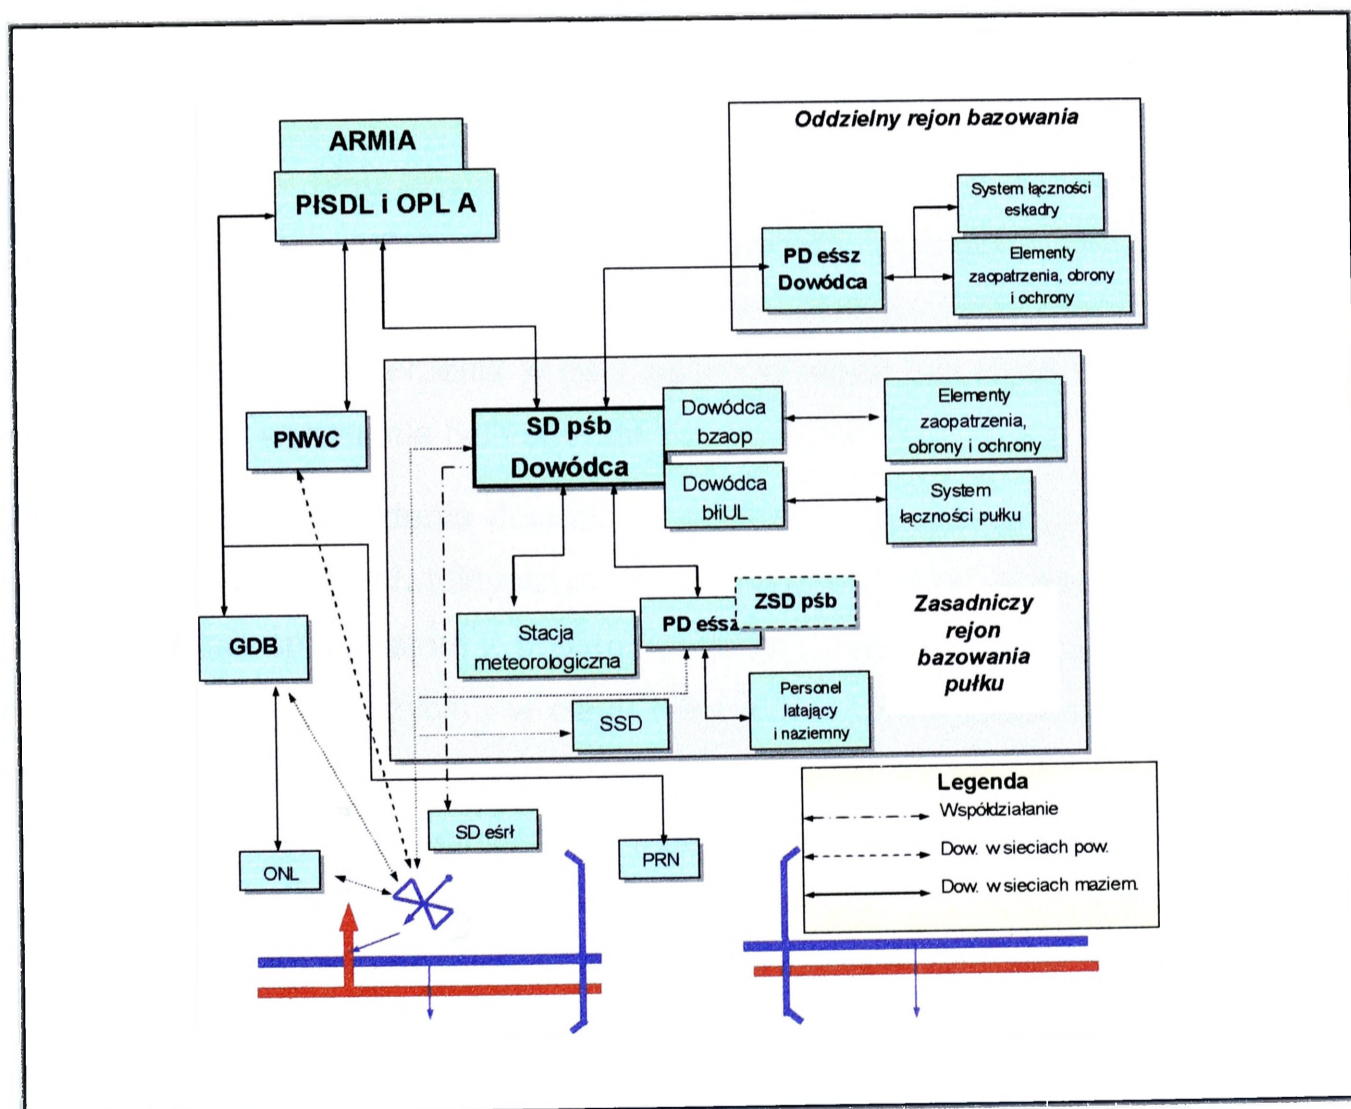 ARMIA
PISDL i OPL A
Oddzielny rejon bazowania
System łączności
eskadry
PD eśsz
Dowódca
Elementy
zaopatrzenia, obrony
i ochrony
PNWC
SD pśb
Dowódca
Dowódca
bzaop
Elementy
zaopatrzenia,
obrony i ochrony
Dowódca
błiUL
System
łączności pułku
GDB
Stacja
meteorologiczna
PD eśsz
ZSD pśb
Zasadniczy
rejon
bazowania
pułku
Personel
latający
i naziemny
SSD
SD eśrł
PRN
ONL
Legenda
Współdziałanie
Dow. w sieciach pow.
Dow. w sieciach maziem.